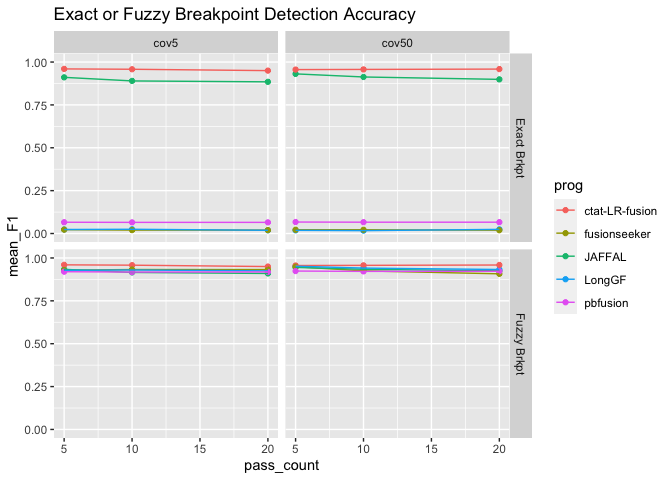 Exact or Fuzzy Breakpoint Detection Accuracy
cov5
cov50
mean_F1
1.00
0.75
0.50
0.25
0.00
Exact Brkpt
1.00
0.75
0.50
0.25
0.00
Fuzzy Brkpt
5
10
15
20
5
10
15
20
pass_count
prog
ctat-LR-fusion
fusionseeker
JAFFAL
LongGF
pbfusion